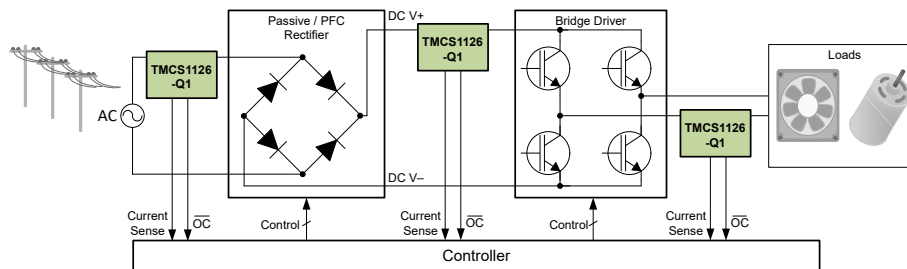 Passive / PFC
Rectifier
DC V+
Bridge Driver
Loads
TMCS1126
-Q1
TMCS1126
-Q1
AC
TMCS1126
-Q1
DC V–
Current
Sense
OC
Control
Current
Sense
OC
Control
Current
Sense
OC
Controller